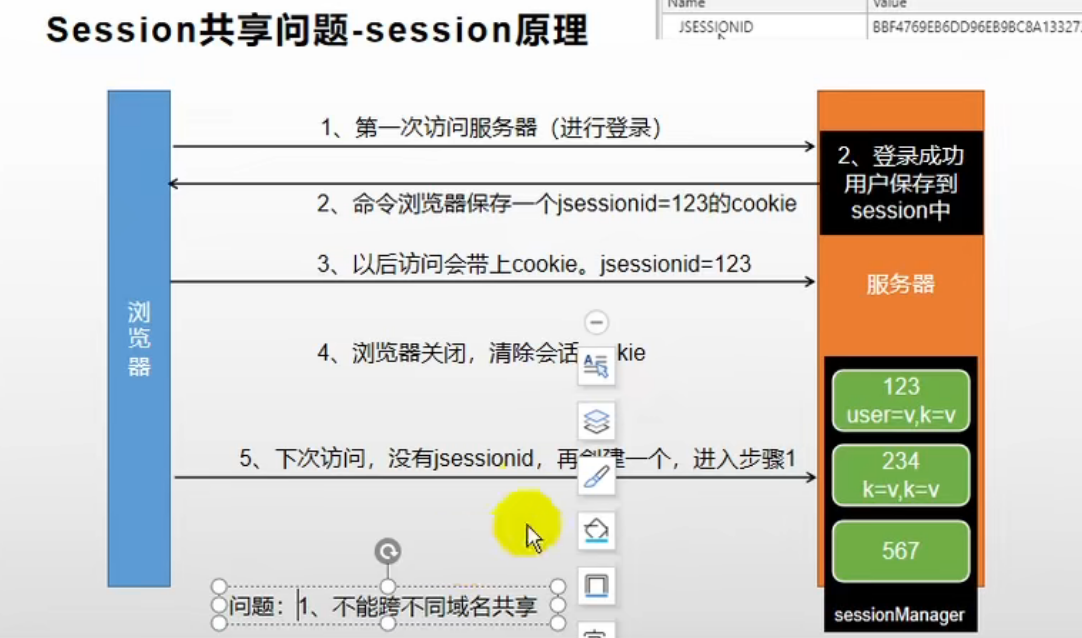 Session共享问题-session原理
Name
Value
JSESSIONID
BBF4769EB6DD96EB9BC8A13327
1、第一次访问服务器（进行登录）
2、登录成功
用户保存到
session中
2、命令浏览器保存一个jsessionid=123的cookie
3、以后访问会带上cookie。jsessionid=123
服务器
浏
览
器
4、浏览器关闭，清除会话
kie
123
user=v,k=v
5、下次访问，没有jsessionid，再创建一个，进入步骤1
234
k=v,k=v
567
问题：1、不能跨不同域名共享
sessionManager